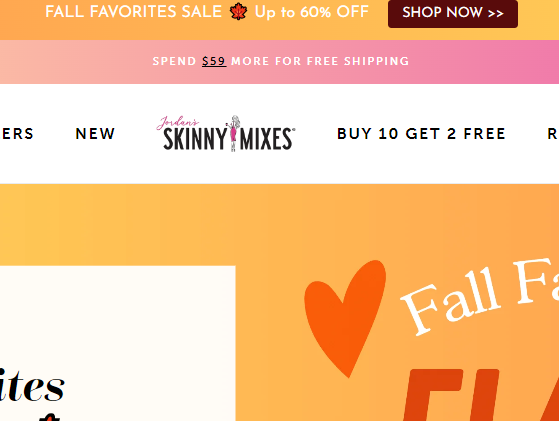 FALL FAVORITES SALE 🍁 Up to 60% OFF SHOP NOW >>
SPEND $59 MORE FOR FREE SHIPPING
ERS NEW Jordan's SKINNY MIXES® BUY 10 GET 2 FREE R
Fall Fa
ites